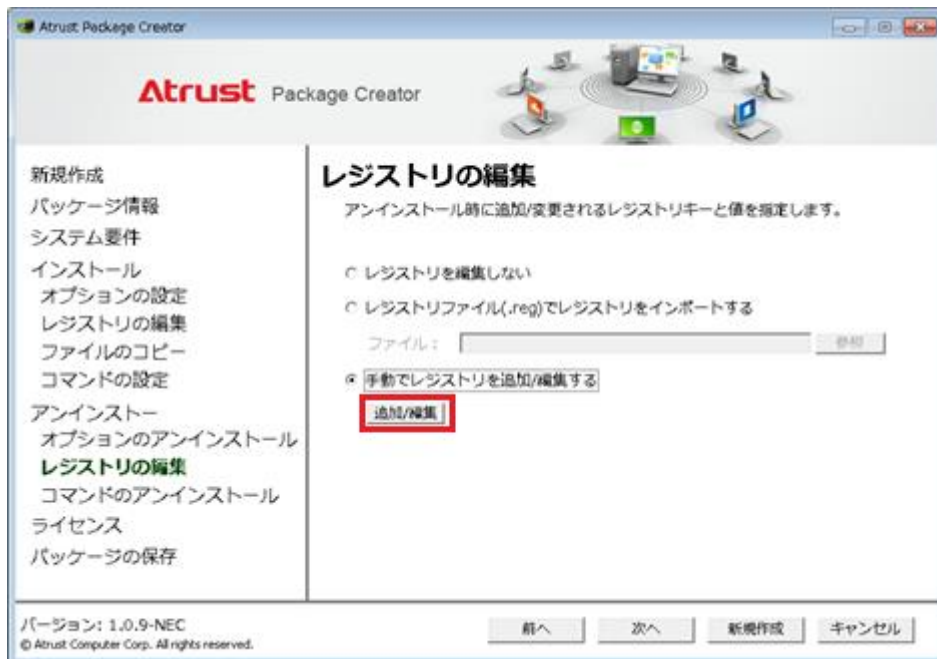 Atrust Package Creator
Atrust Package Creator
新規作成
パッケージ情報
システム要件
インストール
オプションの設定
レジストリの編集
ファイルのコピー
コマンドの設定
アンインストー
オプションのアンインストール
レジストリの編集
コマンドのアンインストール
ライセンス
パッケージの保存
レジストリの編集
アンインストール時に追加/変更されるレジストリキーと値を指定します。
レジストリを編集しない
レジストリファイル(.reg)でレジストリをインポートする
ファイル： 参照
手動でレジストリを追加/編集する
追加/編集
バージョン: 1.0.9-NEC
© Atrust Computer Corp. All rights reserved.
前へ 次へ 新規作成 キャンセル